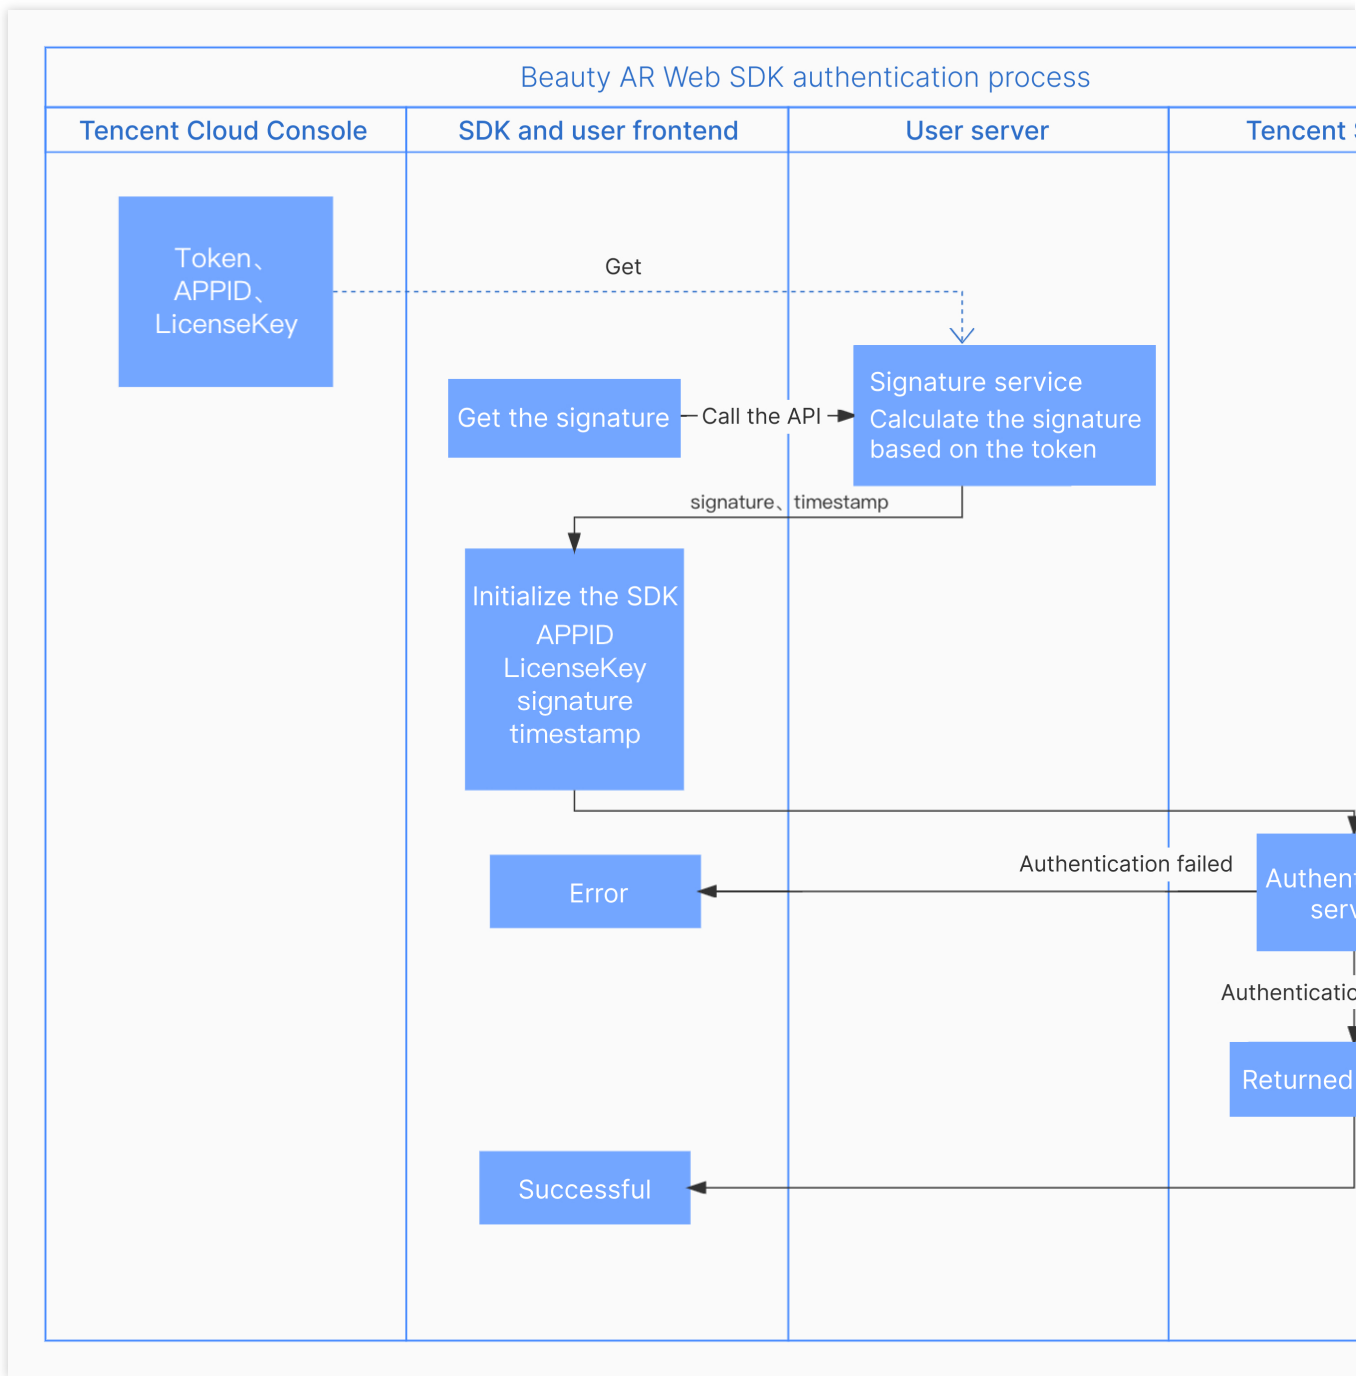 Beauty AR Web SDK authentication process
Tencent Cloud Console
SDK and user frontend
User server
Tencent
Token、
APPID、
LicenseKey
Get
Get the signature
Call the API
Signature service
Calculate the signature
based on the token
signature、timestamp
Initialize the SDK
APPID
LicenseKey
signature
timestamp
Authentication failed
Error
Returned
Successful